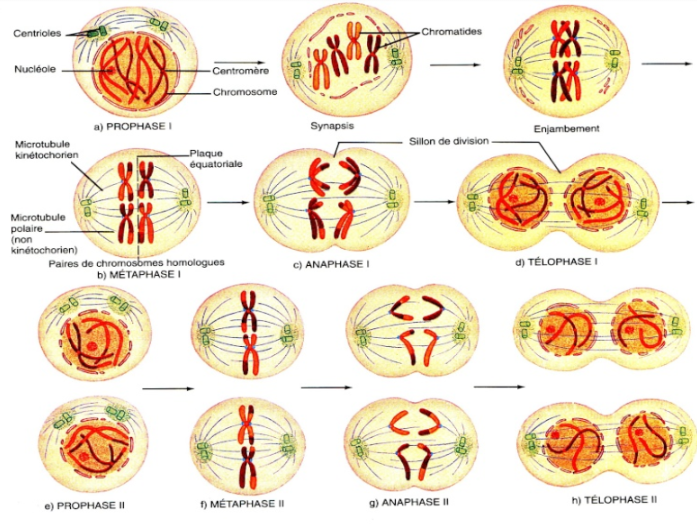 Centrioles
Nucléole
Centromère
Chromosome
Chromatides
a) PROPHASE I
Synapsis
Enjambement
Microtubule
kinétochorien
Plaque
équatoriale
Sillon de division
Microtubule
polaire
(non
kinétochorien)
Paires de chromosomes homologues
b) MÉTAPHASE I
c) ANAPHASE I
d) TÉLOPHASE I
e) PROPHASE II
f) MÉTAPHASE II
g) ANAPHASE II
h) TÉLOPHASE II